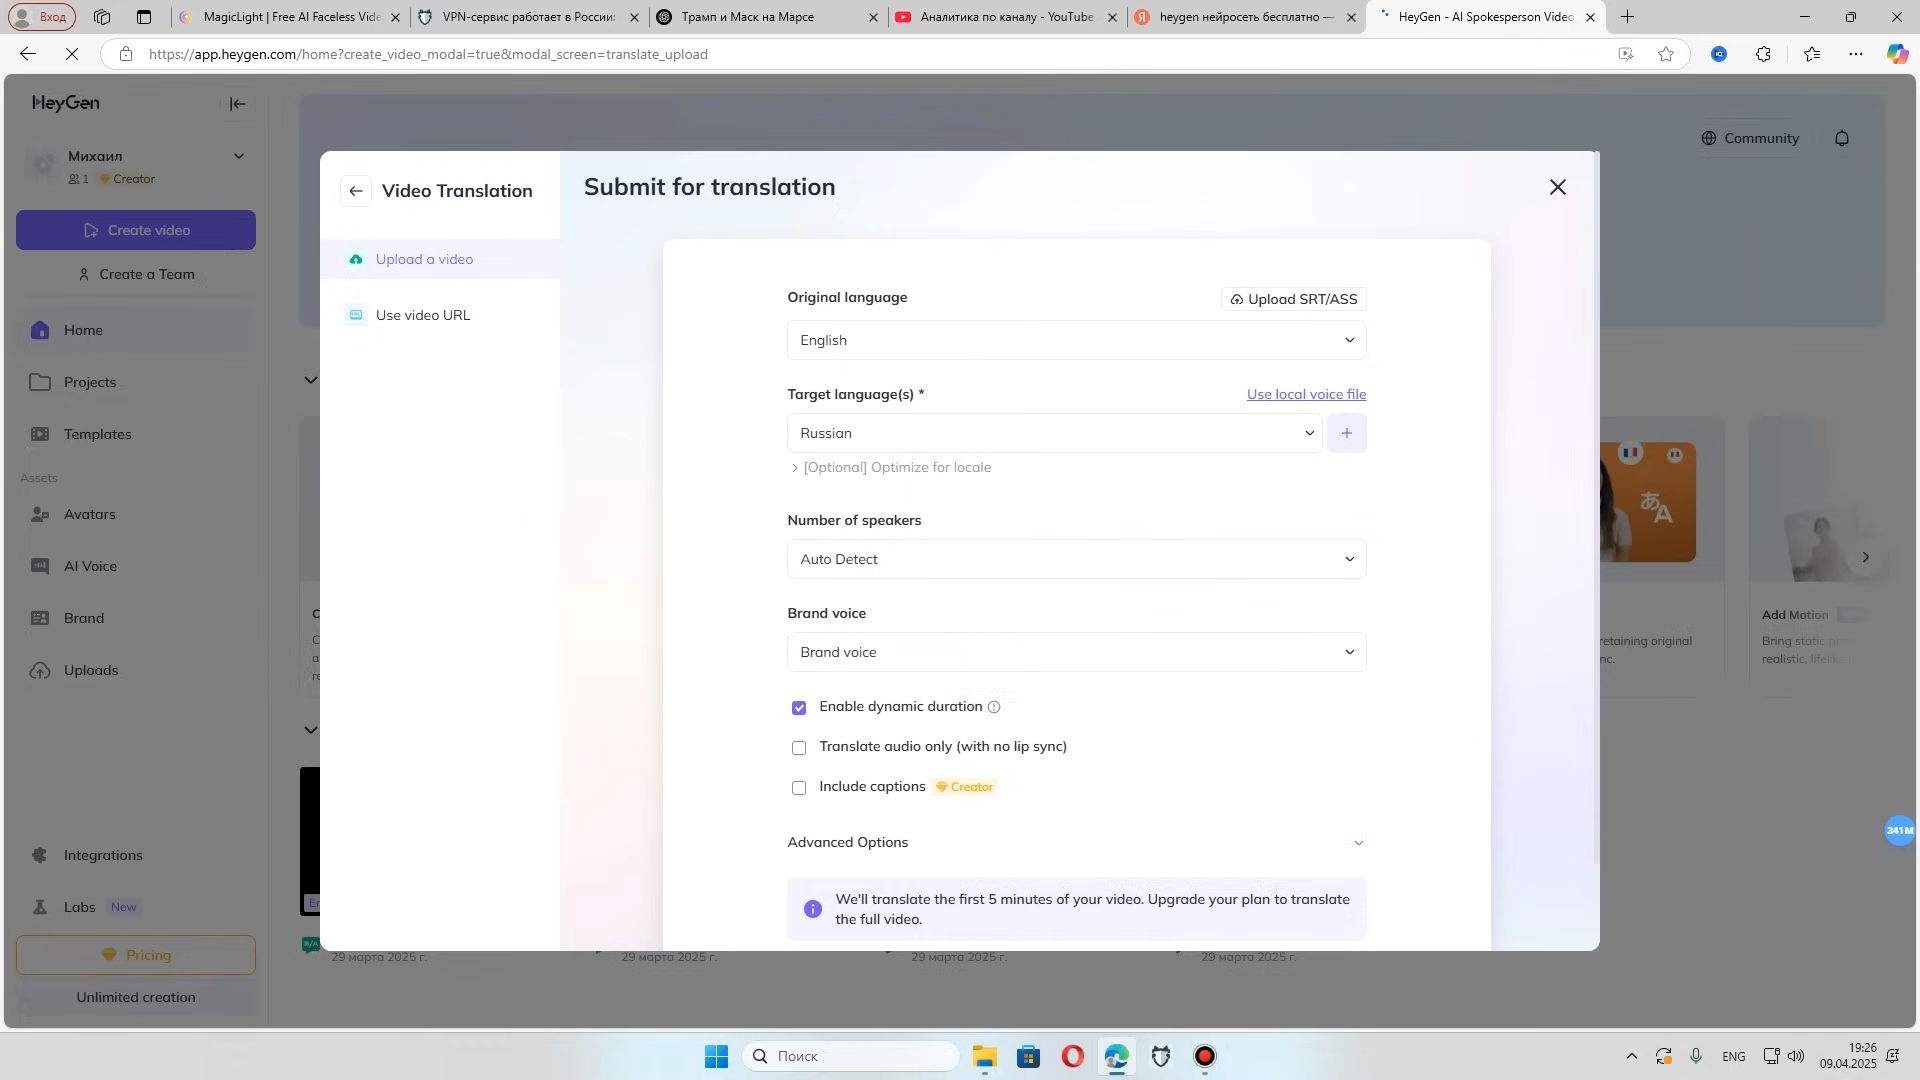 Вход
MagicLight | Free AI Faceless Vide
VPN-сервис работает в России:
Трамп и Маск на Марсе
Аналитика по каналу - YouTube
heygen нейросеть бесплатно —
HeyGen - AI Spokesperson Video
https://app.heygen.com/home?create_video_modal=true&modal_screen=translate_upload
HeyGen
Михаил
1 Creator
Create video
Create a Team
Home
Projects
Templates
Assets
Avatars
AI Voice
Brand
Uploads
Integrations
Labs New
Pricing
Unlimited creation
Community
Video Translation
Upload a video
Use video URL
Submit for translation
Original language
Upload SRT/ASS
English
Target language(s) *
Use local voice file
Russian
+
[Optional] Optimize for locale
Number of speakers
Auto Detect
Brand voice
Brand voice
Enable dynamic duration
Translate audio only (with no lip sync)
Include captions Creator
Advanced Options
We'll translate the first 5 minutes of your video. Upgrade your plan to translate
the full video.
あA
etaining original
nc.
Add Motion
Bring static
realistic,
341M
29 марта 2025 г.
29 марта 2025 г.
29 марта 2025 г.
29 марта 2025 г.
Поиск
ENG
19:26
09.04.2025